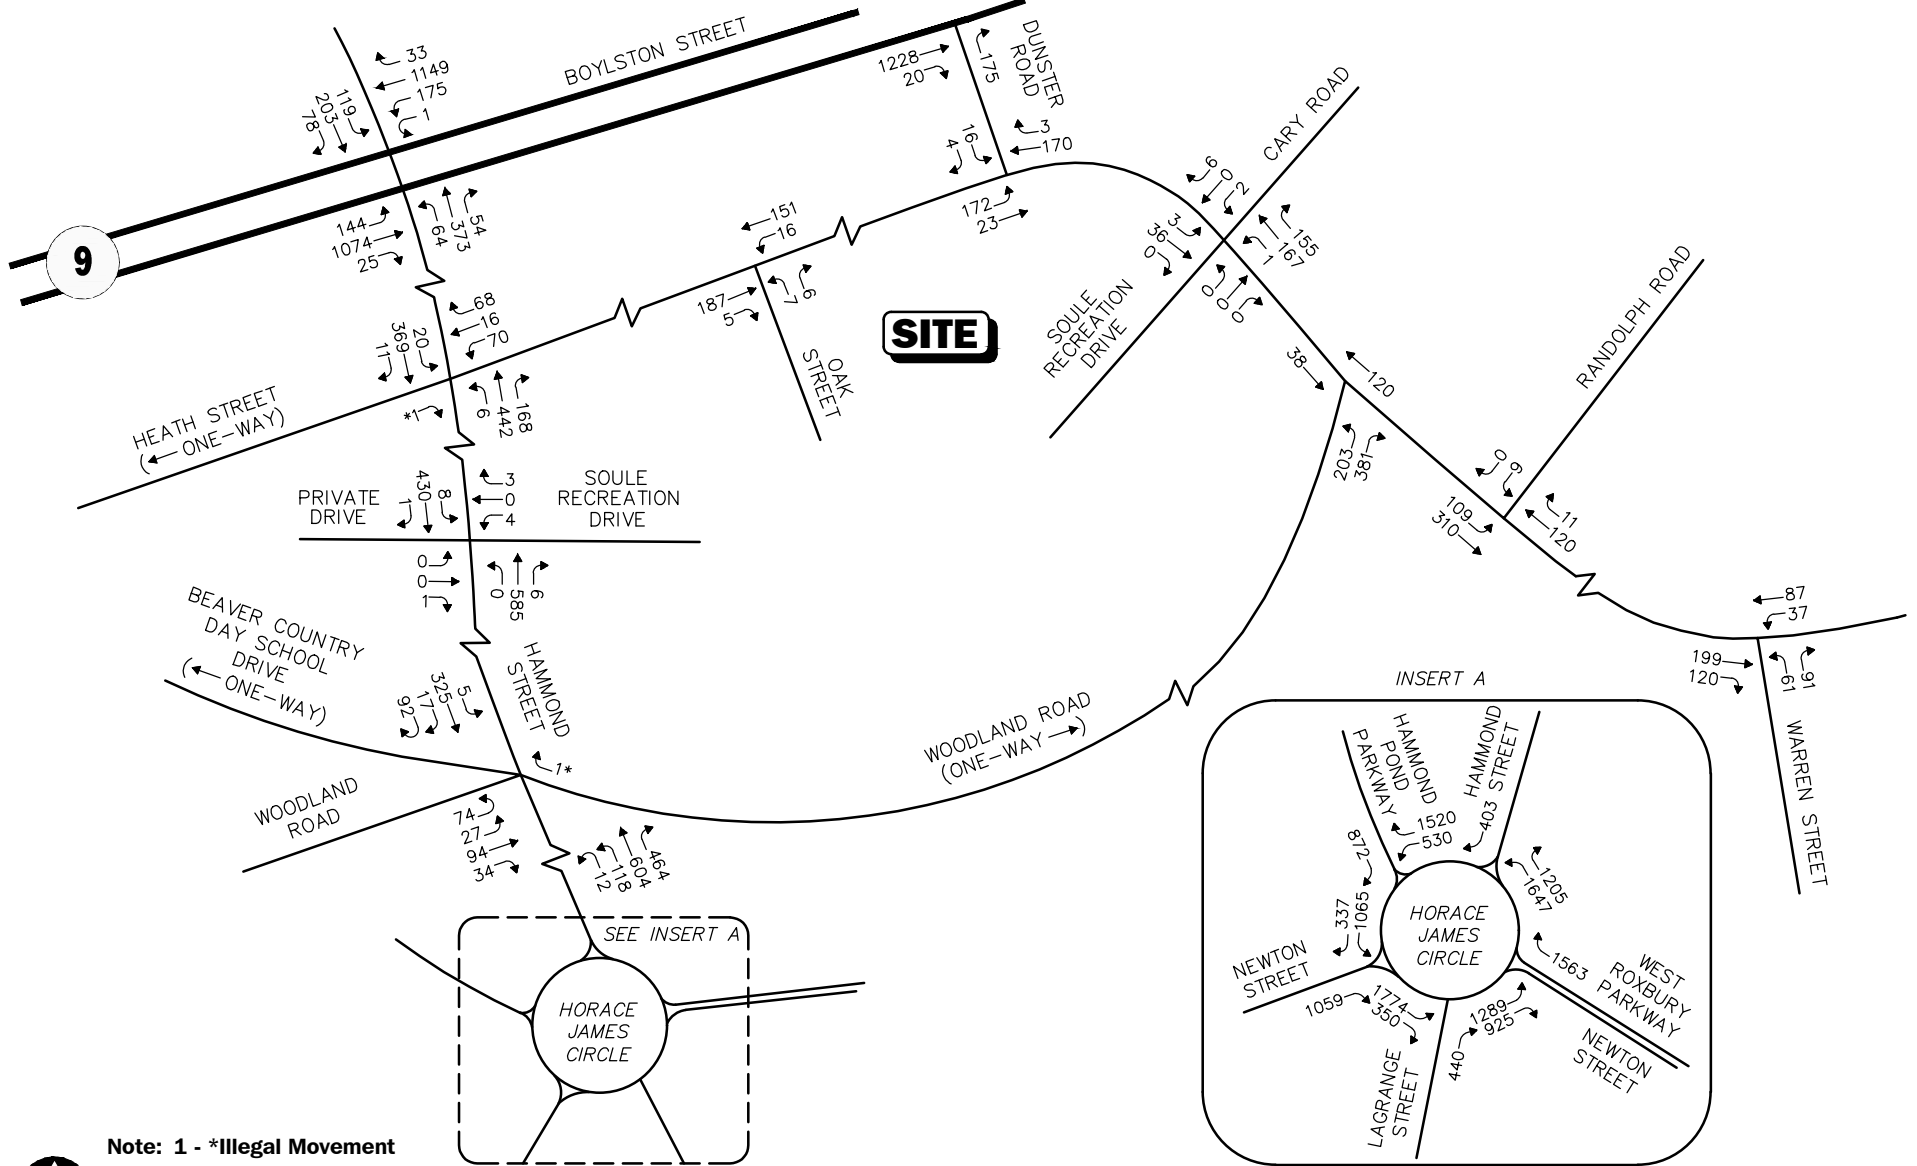 33
1149
175
1
119
203
78
BOYLSTON STREET
1228
20
175
DUNSTER
ROAD
16
4
3
170
172
23
CARY ROAD
6
0
2
3
36
0
155
167
1
0
0
0
9
144
1074
25
64
373
54
151
16
187
5
7
6
OAK
STREET
SITE
SOULE
RECREATION
DRIVE
RANDOLPH ROAD
68
16
70
20
369
11
*1
6
442
168
HEATH STREET
(← ONE-WAY)
38
120
203
381
0
9
109
310
11
120
PRIVATE
DRIVE
1
430
8
3
0
4
SOULE
RECREATION
DRIVE
0
0
1
0
585
6
BEAVER COUNTRY
DAY SCHOOL
DRIVE
(← ONE-WAY)
92
17
325
5
HAMMOND
STREET
1*
WOODLAND
ROAD
74
27
94
34
12
118
604
464
WOODLAND ROAD
(ONE-WAY →)
87
37
199
120
61
91
WARREN STREET
INSERT A
HAMMOND
POND
PARKWAY
HAMMOND
STREET
1520
530
403
872
337
1065
1205
1647
HORACE
JAMES
CIRCLE
NEWTON
STREET
1059
1774
350
1289
925
1563
WEST
ROXBURY
PARKWAY
NEWTON
STREET
440
LAGRANGE
STREET
SEE INSERT A
HORACE
JAMES
CIRCLE
Note: 1 - *Illegal Movement